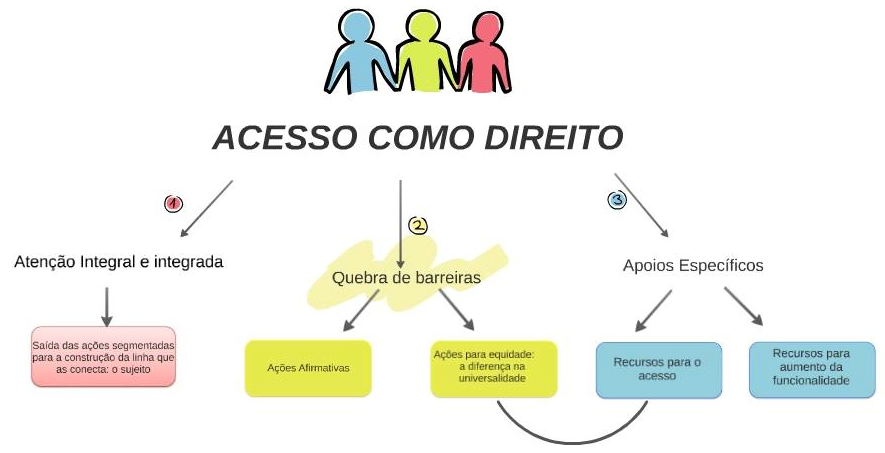 ACESSO COMO DIREITO
1
2
3
Atenção Integral e integrada
Quebra de barreiras
Apoios Específicos
Saída das ações segmentadas
para a construção da linha que
as conecta: o sujeito
Ações Afirmativas
Ações para equidade:
a diferença na
universalidade
Recursos para o
acesso
Recursos para
aumento da
funcionalidade